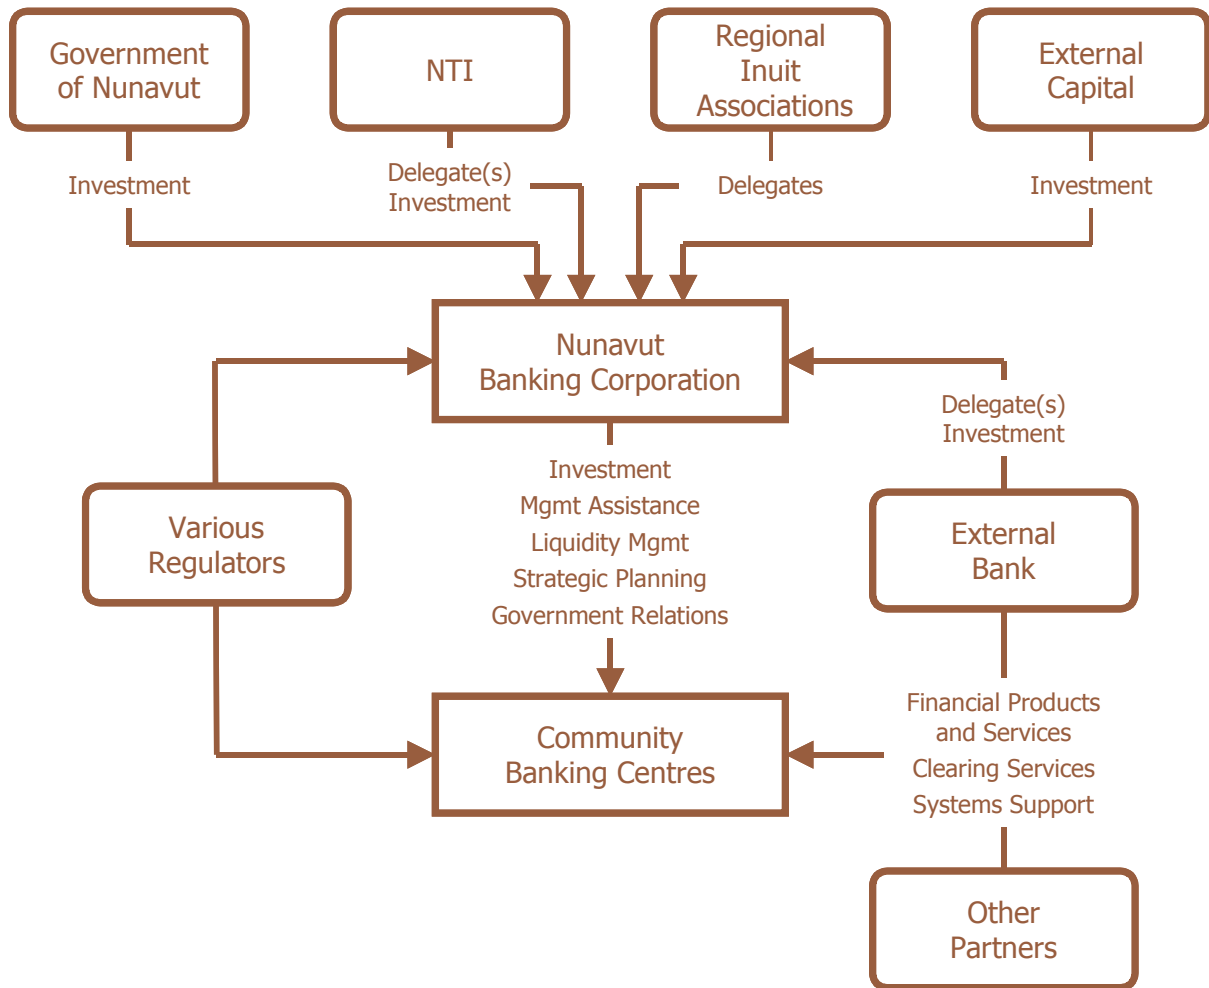 Government
of Nunavut
NTI
Regional
Inuit
Associations
External
Capital
Investment
Delegate(s)
Investment
Delegates
Investment
Nunavut
Banking Corporation
Delegate(s)
Investment
Investment
Mgmt Assistance
Liquidity Mgmt
Strategic Planning
Government Relations
Various
Regulators
External
Bank
Community
Banking Centres
Financial Products
and Services
Clearing Services
Systems Support
Other
Partners